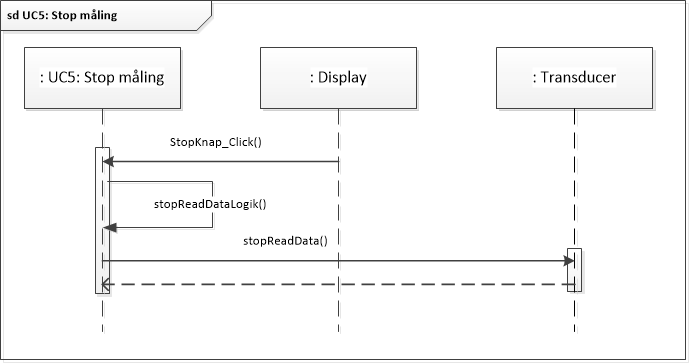 sd UC5: Stop måling
: UC5: Stop måling
: Display
: Transducer
StopKnap_Click()
stopReadDataLogik()
stopReadData()